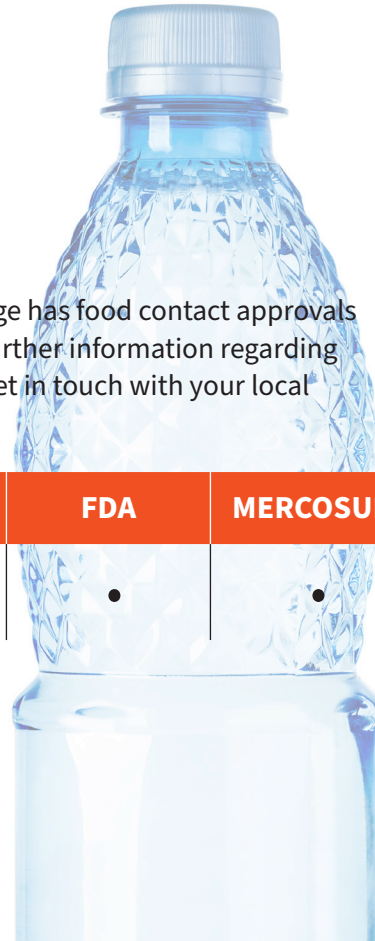 ge has food contact approvals
rther information regarding
et in touch with your local
FDA
MERCOSU
• •